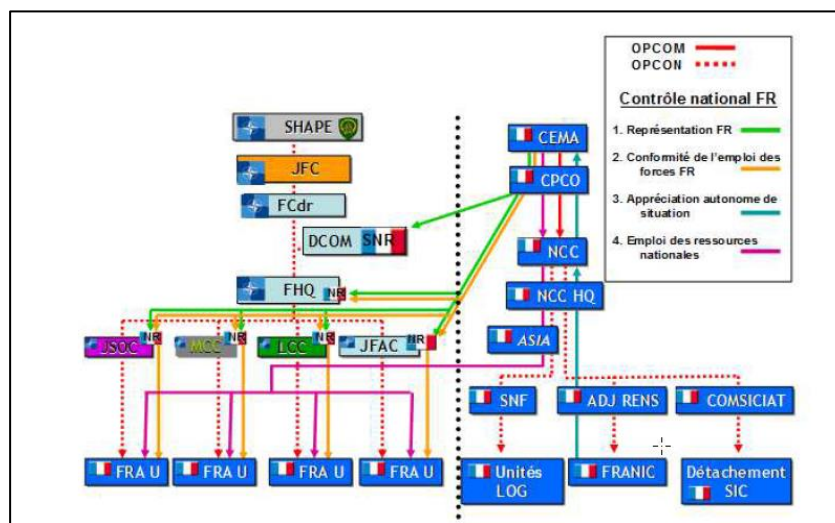 OPCOM
OPCON
Contrôle national FR
1. Représentation FR
2. Conformité de l'emploi des
forces FR
3. Appréciation autonome de
situation
4. Emploi des ressources
nationales
SHAPE
JFC
FCdr
DCOM SNR
FHQ
NR
JSOC
NR
MCC
NR
LCC
NR
JFAC
NR
FRA U
FRA U
FRA U
FRA U
CEMA
CPCO
NCC
NCC HQ
ASIA
SNF
ADJ RENS
COMSICIAT
Unités
LOG
FRANIC
Détachement
SIC